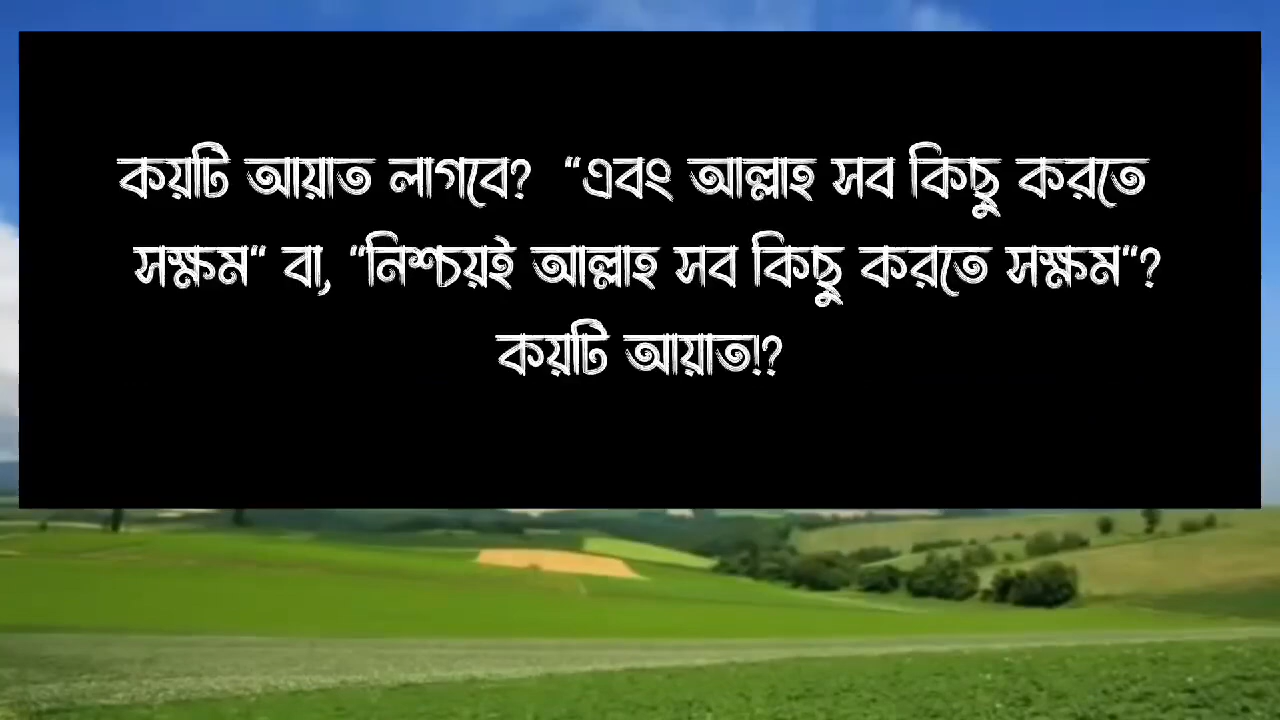 কয়টি আয়াত লাগবে? "এবং আল্লাহ সব কিছু করতে
সক্ষম" বা, "নিশ্চয়ই আল্লাহ সব কিছু করতে সক্ষম"?
কয়টি আয়াত!?